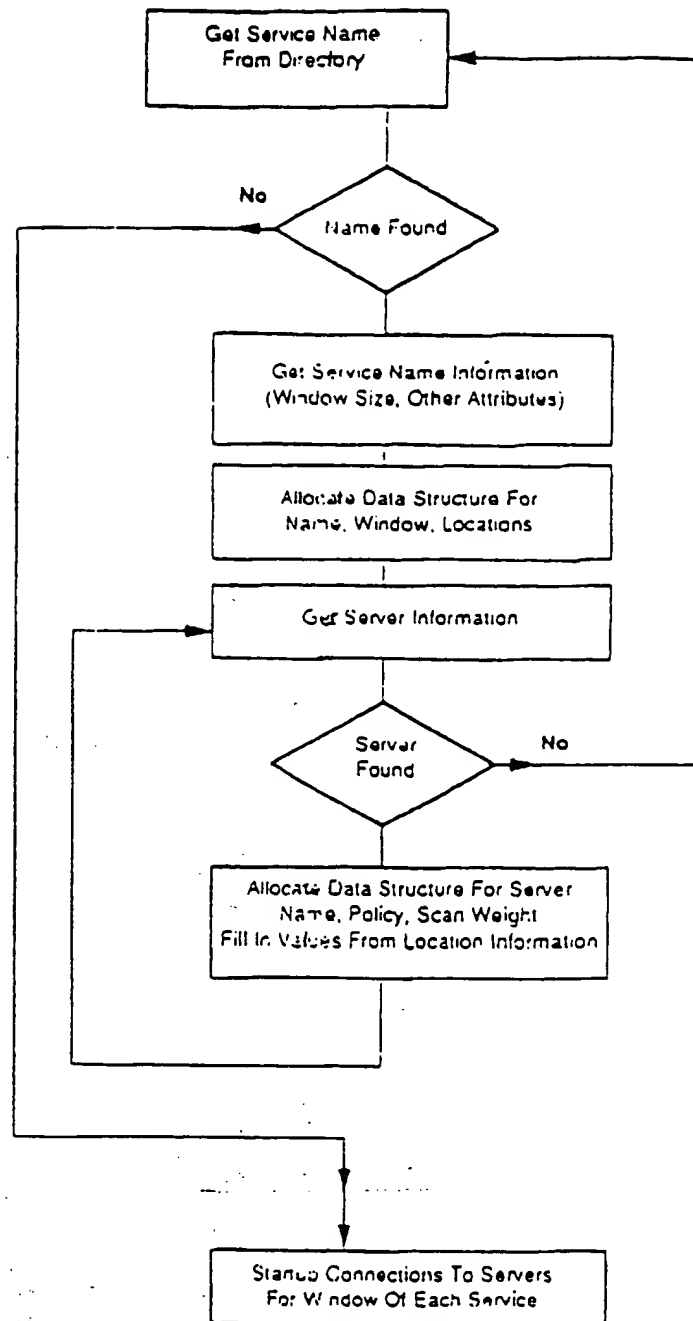 Get Service Name
From Directory
No
Name Found
Get Service Name Information
(Window Size, Other Attributes)
Allocate Data Structure For
Name, Window, Locations
Get Server Information
Server
Found
No
Allocate Data Structure For Server
Name, Policy, Scan Weight
Fill In Values From Location Information
Startup Connections To Servers
For Window Of Each Service